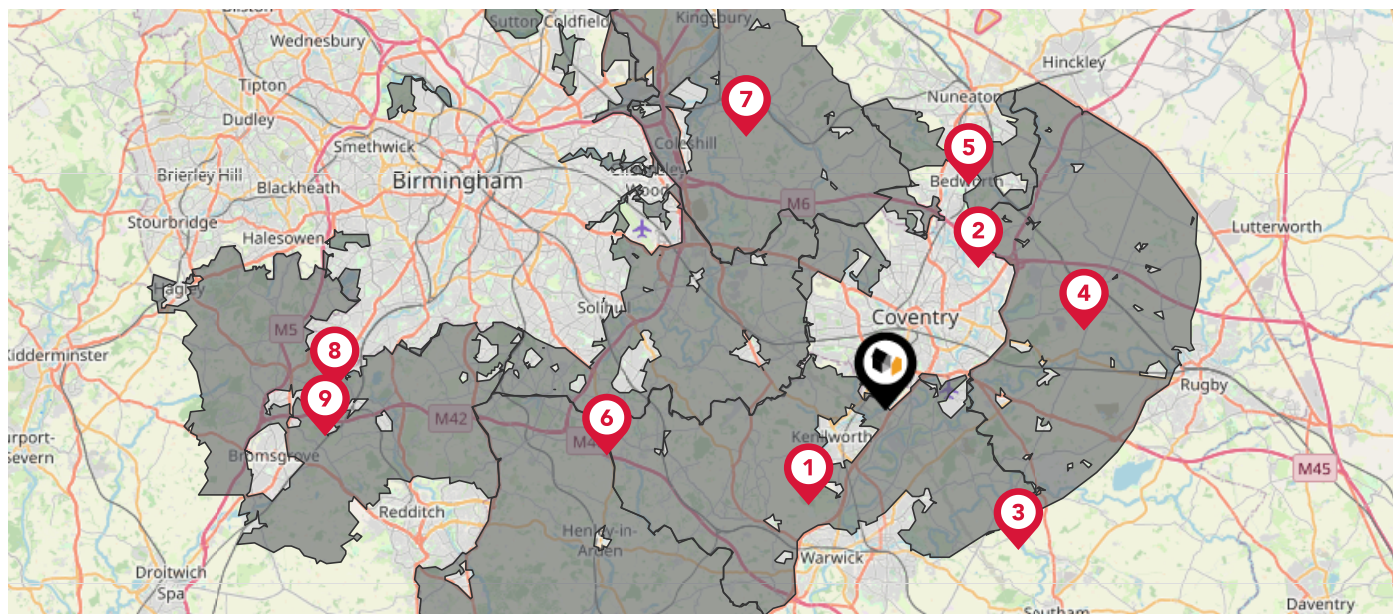 Sutton Coldfield
Kingsbury
Wednesbury
Hinckley
Tipton
Nuneaton
7
Dudley
Smethwick
Coleshill
5
Brierley Hill
Birmingham
Wood
Bedworth
Blackheath
M6
Stourbridge
2
Lutterworth
Halesowen
Hagley
4
Solihull
Coventry
M5
8
Kidderminster
Rugby
9
M42
6
M4
Kenilworth
Bromsgrove
1
M45
Redditch
3
Henley-in-
Arden
Warwick
Droitwich
Spa
Southam
Daventry